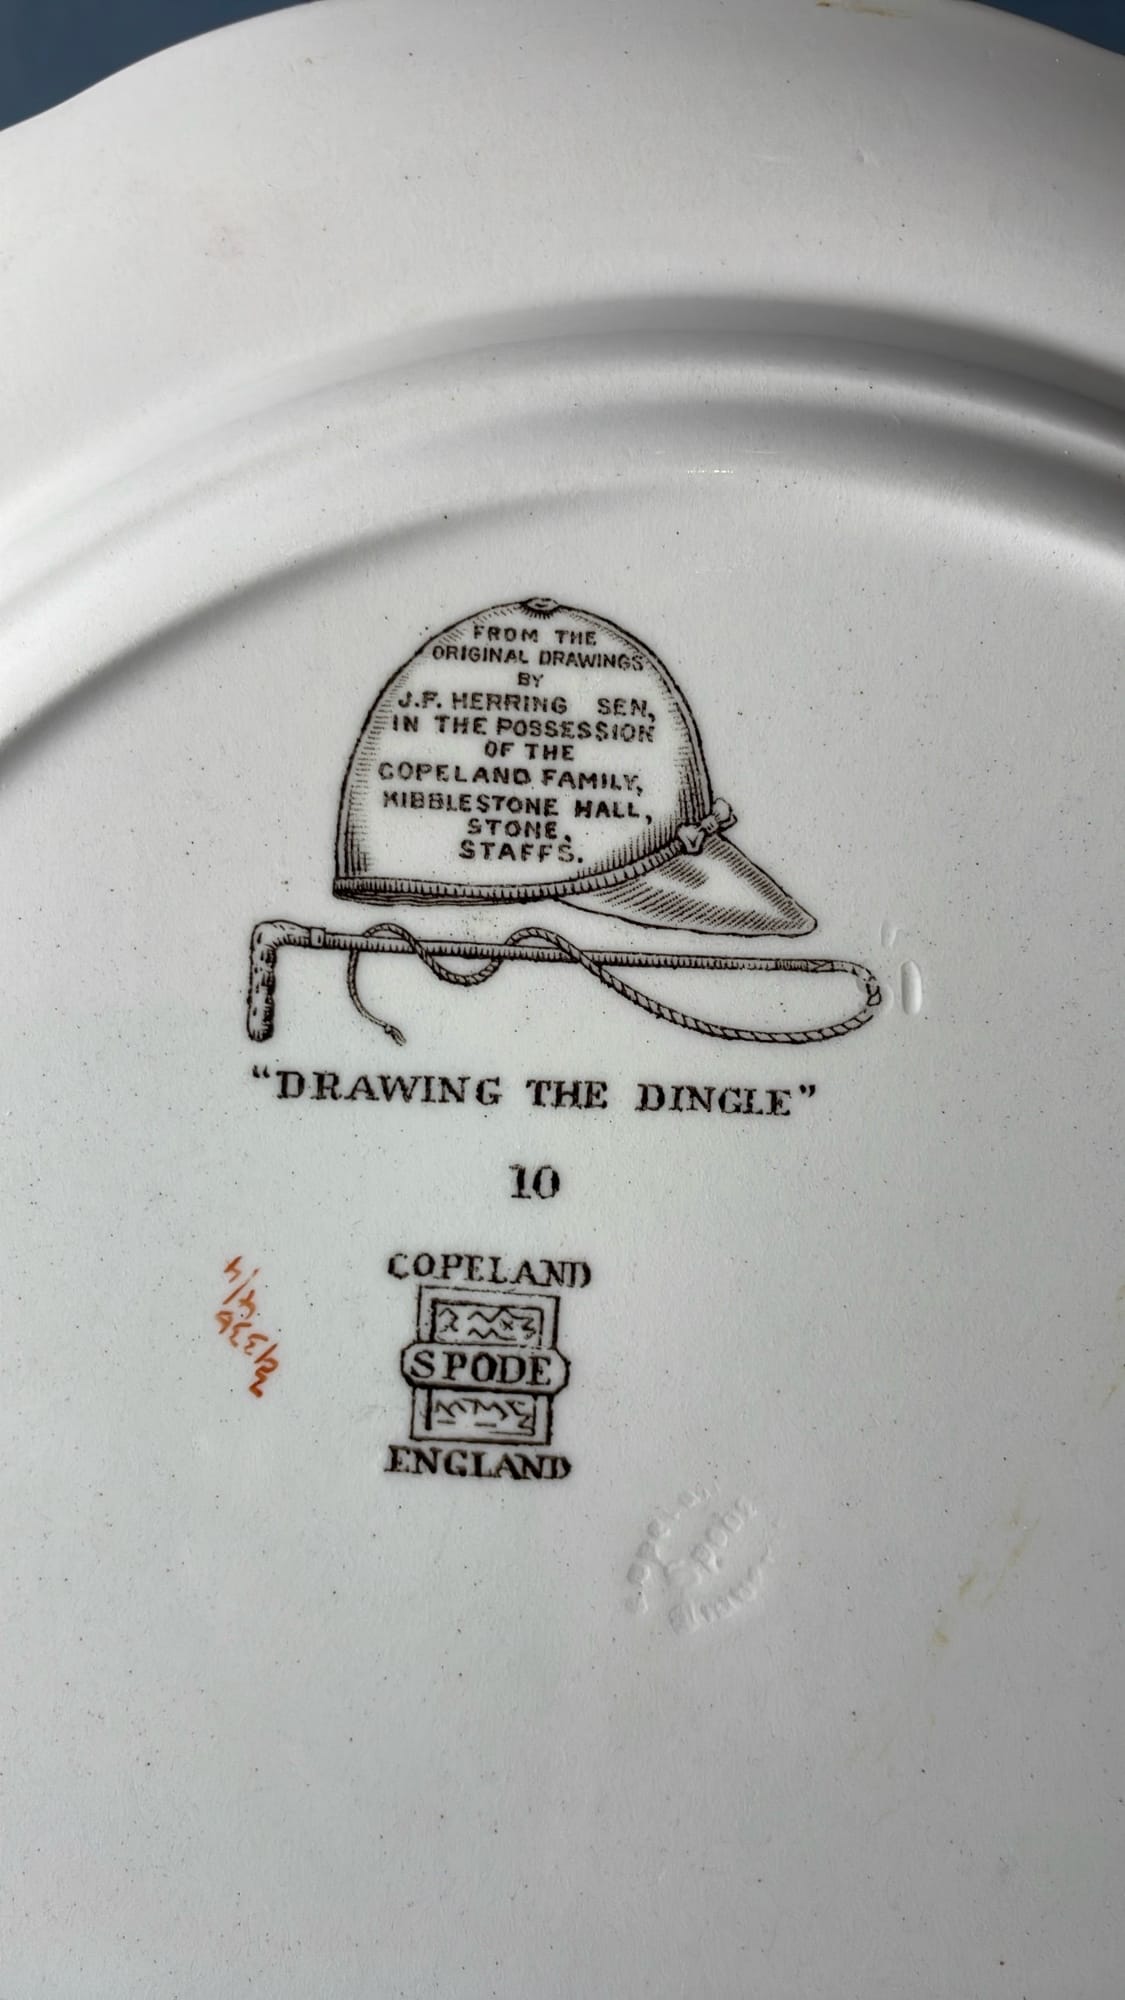 FROM THE
ORIGINAL DRAWINGS
BY
J.F. HERRING SEN,
IN THE POSSESSION
OF THE
COPELAND FAMILY,
KIBBLESTONE HALL,
STONE,
STAFFS.
"DRAWING THE DINGLE"
10
COPELAND
SPODE
ENGLAND
SPODE